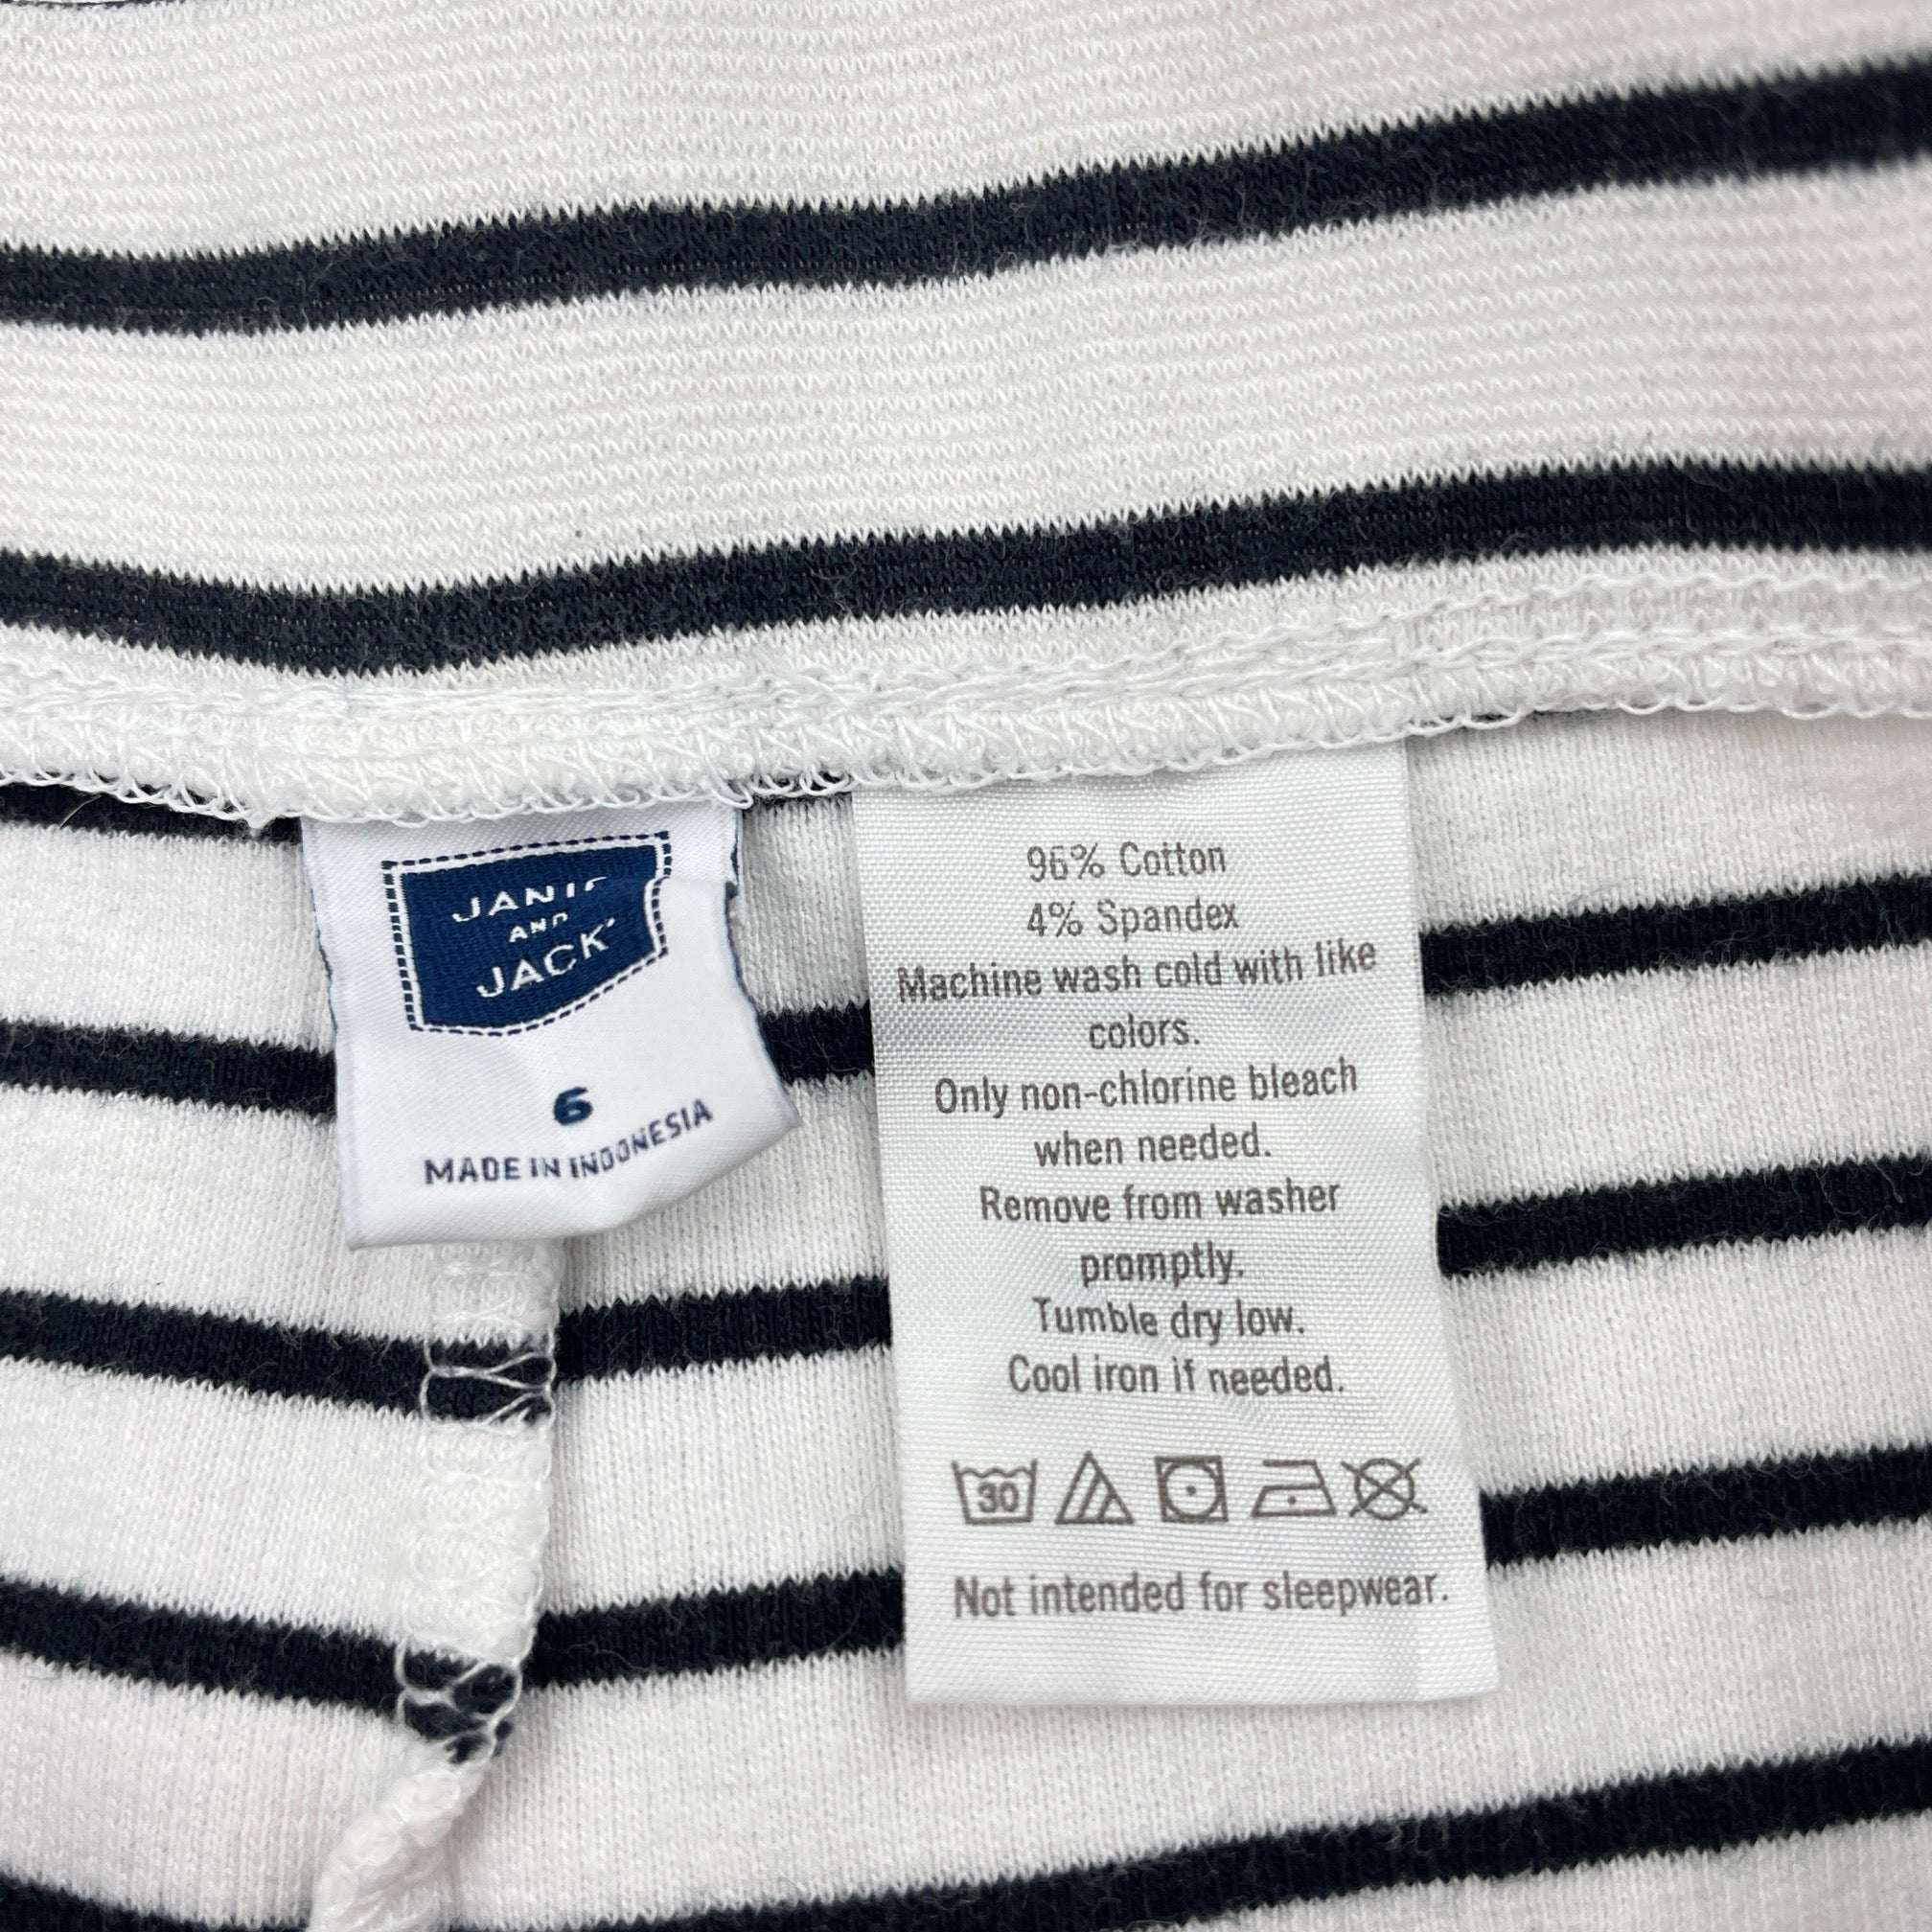 JANIE
AND
JACK
6
MADE IN INDONESIA
96% Cotton
4% Spandex
Machine wash cold with like
colors.
Only non-chlorine bleach
when needed.
Remove from washer
promptly.
Tumble dry low.
Cool iron if needed.
30
Not intended for sleepwear.